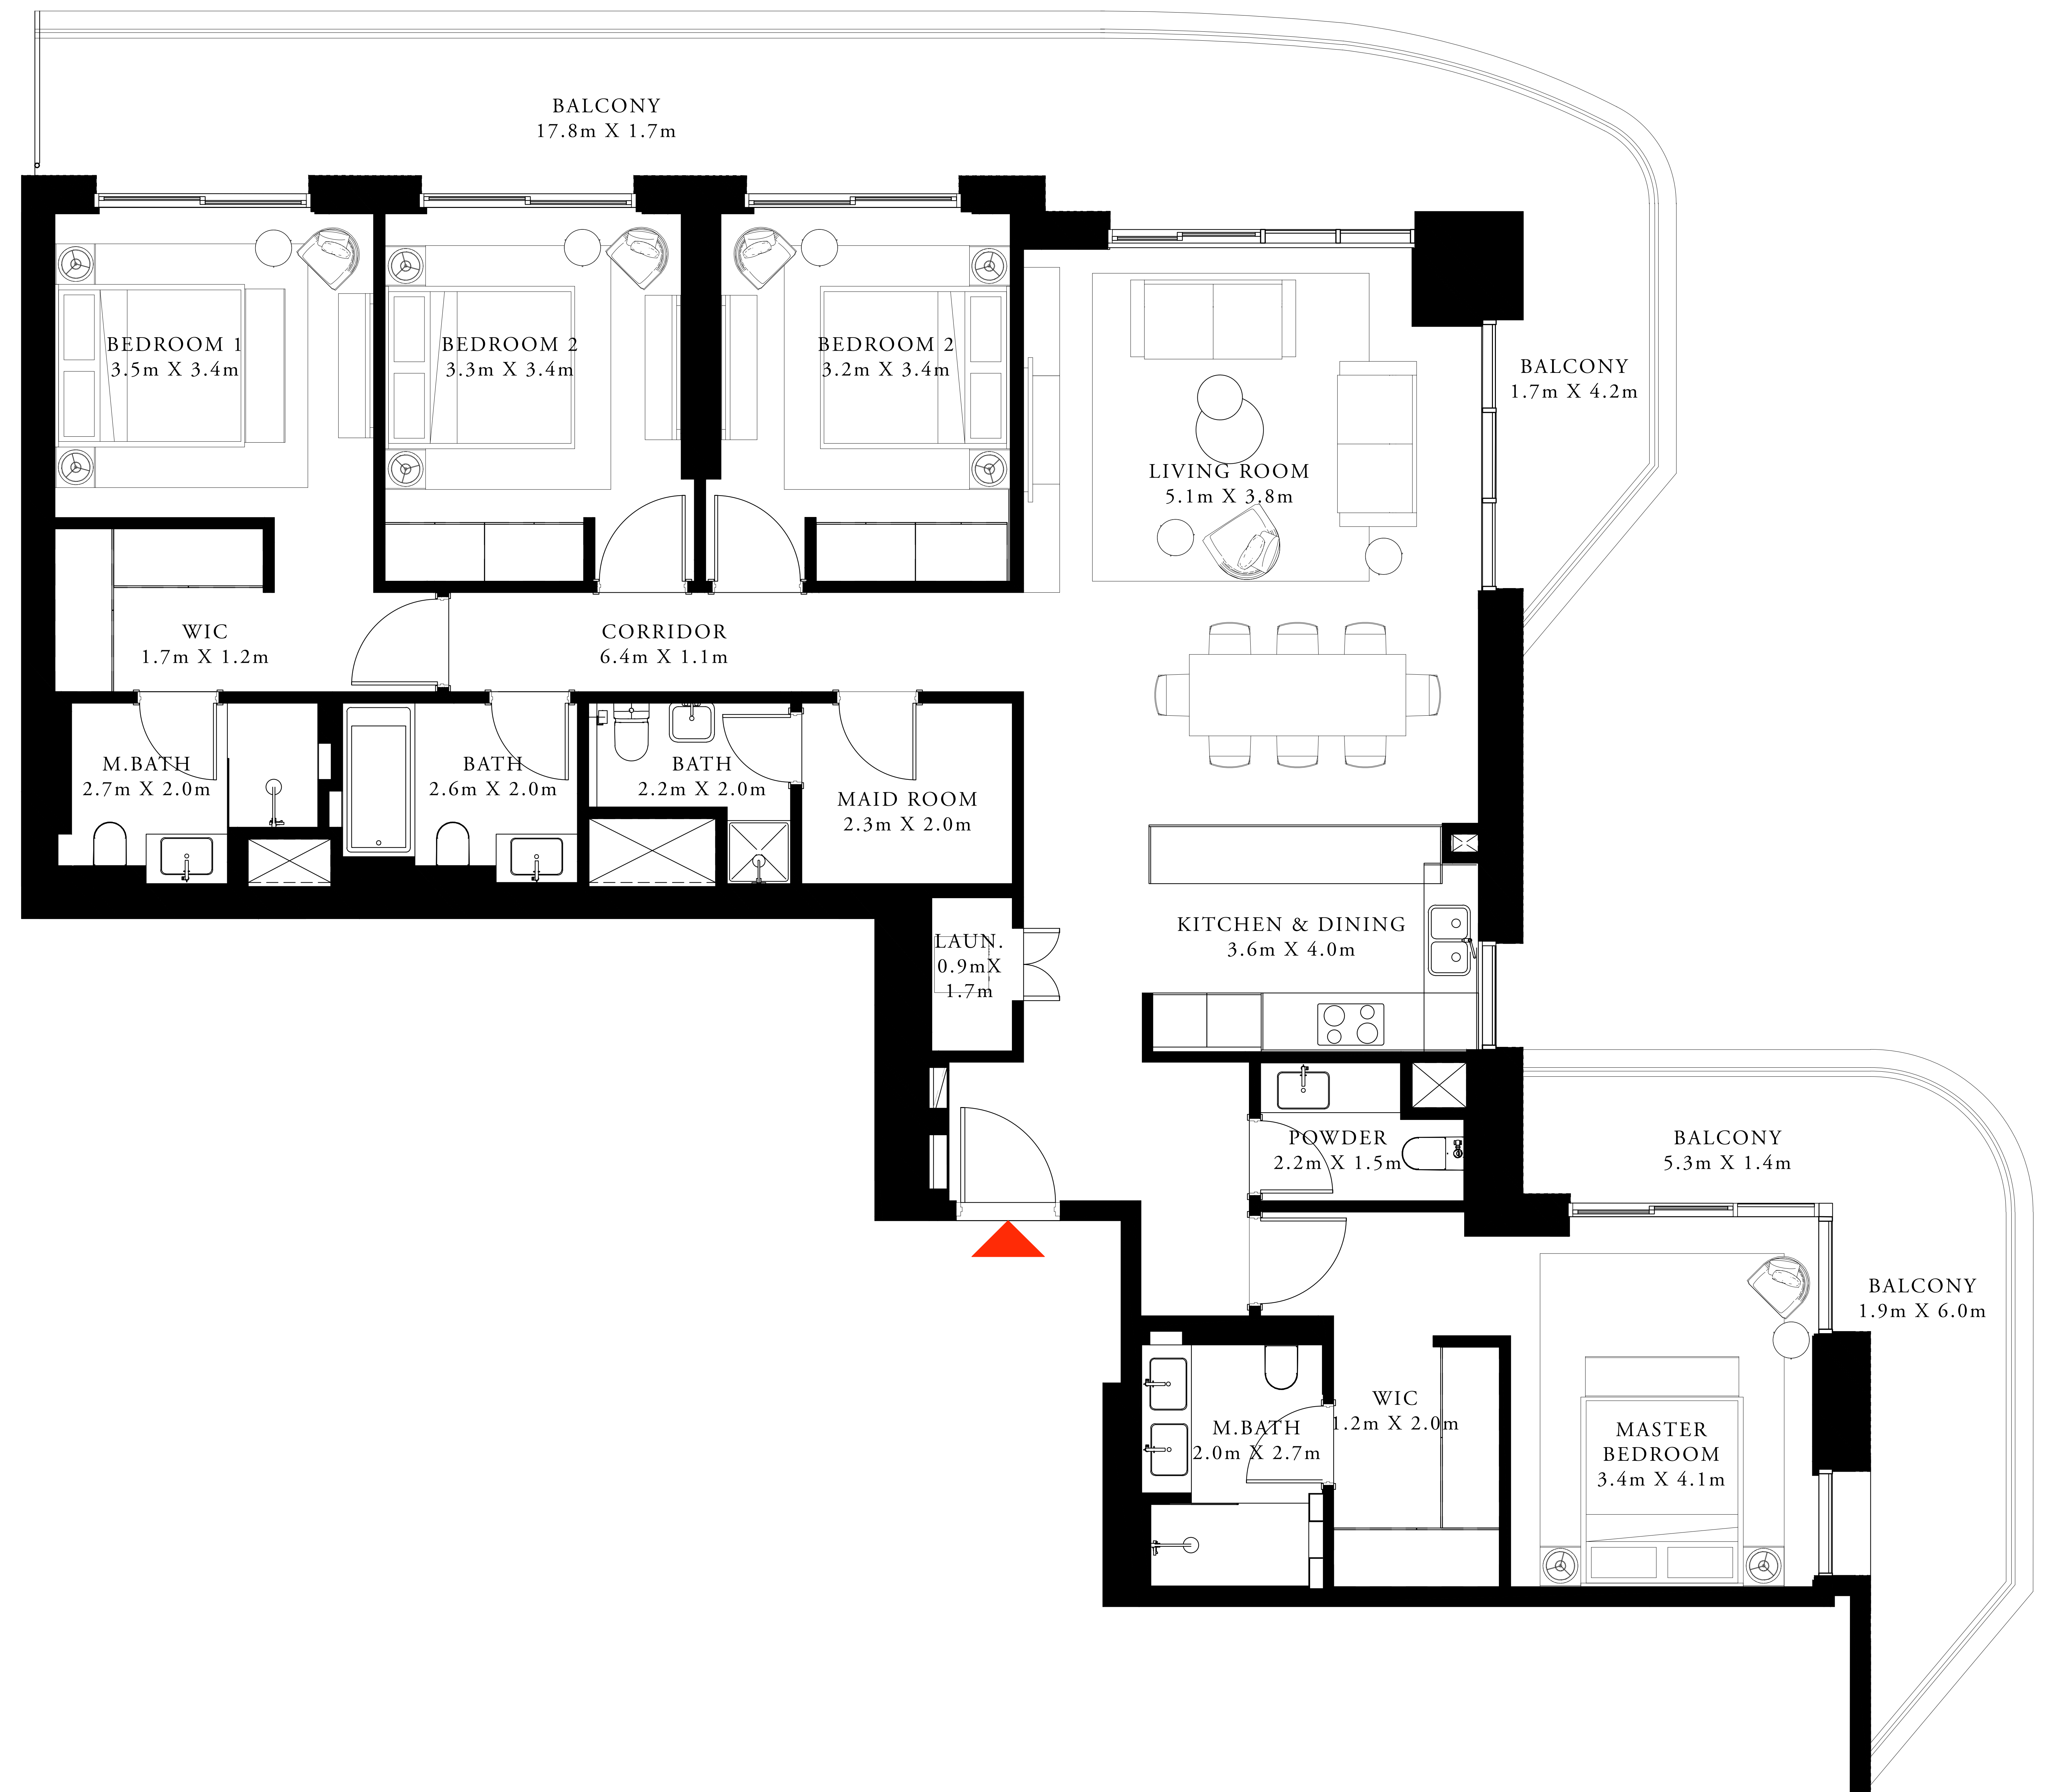 BALCONY
17.8m X 1.7m
BEDROOM 1
3.5m X 3.4m
BEDROOM 2
3.3m X 3.4m
BEDROOM 2
3.2m X 3.4m
BALCONY
1.7m X 4.2m
LIVING ROOM
5.1m X 3.8m
WIC
1.7m X 1.2m
CORRIDOR
6.4m X 1.1m
M.BATH
2.7m X 2.0m
BATH
2.6m X 2.0m
BATH
2.2m X 2.0m
MAID ROOM
2.3m X 2.0m
KITCHEN & DINING
3.6m X 4.0m
LAUN.
0.9mX
1.7m
POWDER
2.2m X 1.5m
BALCONY
5.3m X 1.4m
BALCONY
1.9m X 6.0m
WIC
1.2m X 2.0m
M.BATH
2.0m X 2.7m
MASTER
BEDROOM
3.4m X 4.1m